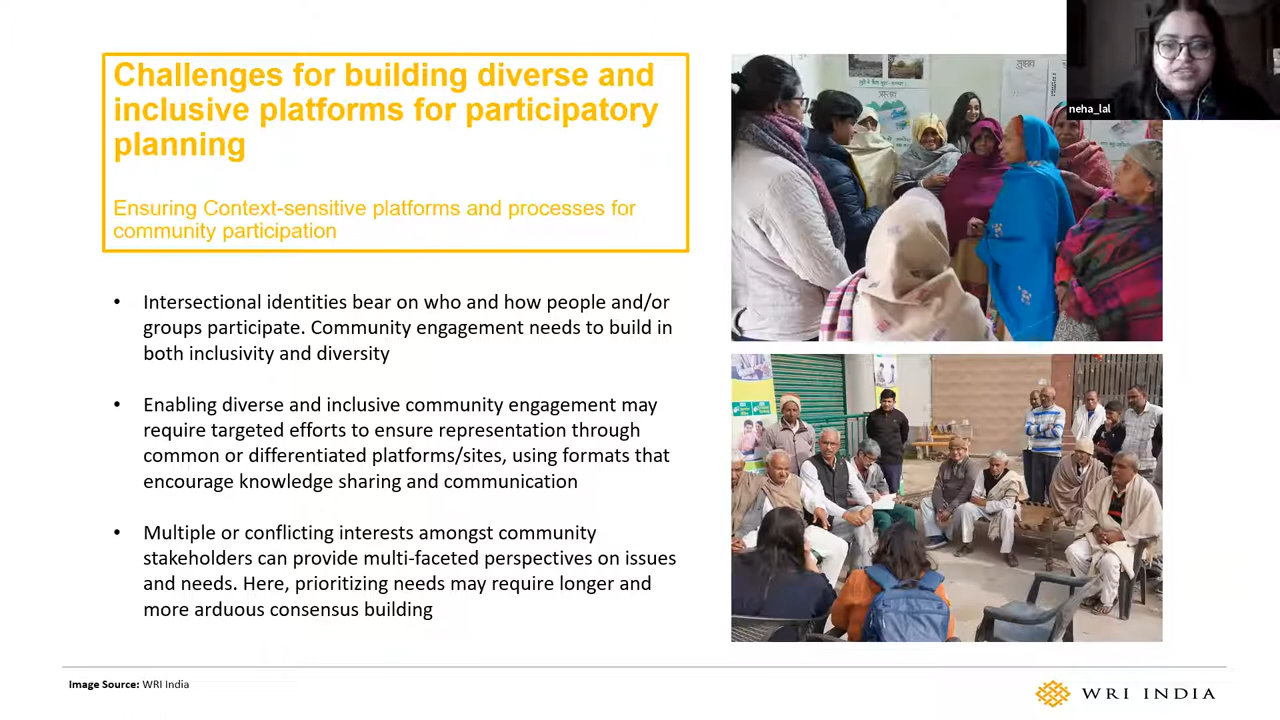 Challenges for building diverse and
inclusive platforms for participatory
planning
Ensuring Context-sensitive platforms and processes for
community participation
• Intersectional identities bear on who and how people and/or
groups participate. Community engagement needs to build in
both inclusivity and diversity
• Enabling diverse and inclusive community engagement may
require targeted efforts to ensure representation through
common or differentiated platforms/sites, using formats that
encourage knowledge sharing and communication
• Multiple or conflicting interests amongst community
stakeholders can provide multi-faceted perspectives on issues
and needs. Here, prioritizing needs may require longer and
more arduous consensus building
neha_lal
Image Source: WRI India
WRI INDIA